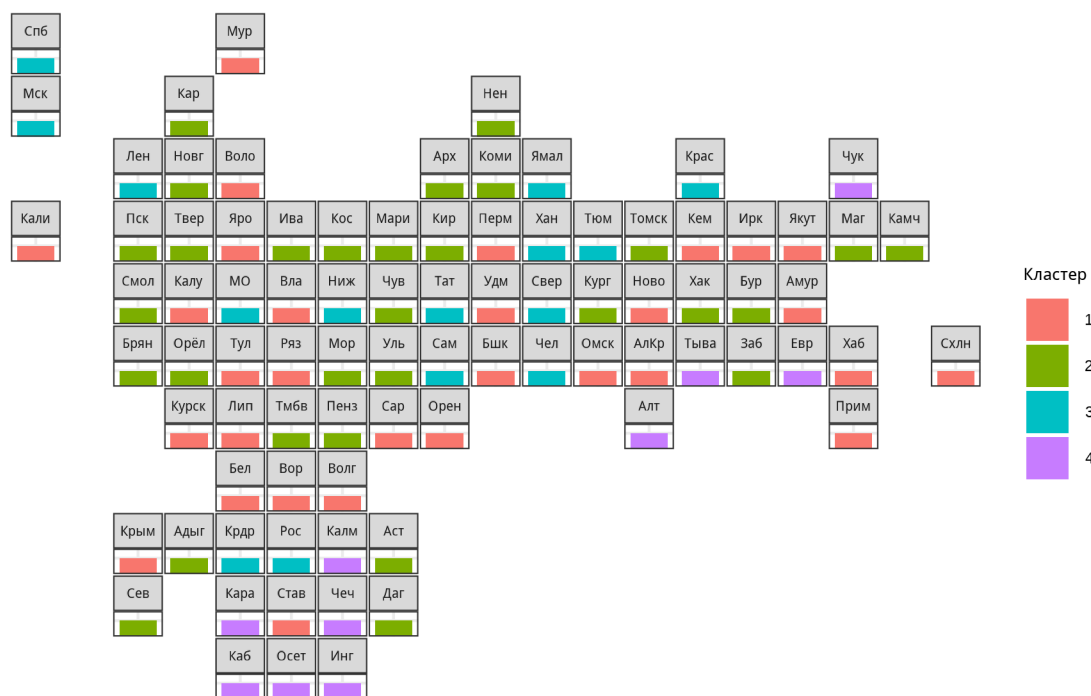 Спб Мур
Мск Кар Нен
Лен Новг Воло Арх Коми Ямал Крас Чук
Кали Пск Твер Яро Ива Кос Мари Кир Перм Хан Тюм Томск Кем Ирк Якут Маг Камч
Смол Калу МО Вла Ниж Чув Тат Удм Свер Кург Ново Хак Бур Амур
Кластер
1
2
3
4
Брян Орёл Тул Ряз Мор Уль Сам Бшк Чел Омск АлКр Тыва Заб Евр Хаб Схлн
Курск Лип Тмбв Пенз Сар Орен Алт Прим
Бел Вор Волг
Крым Адыг Крдр Рос Калм Аст
Сев Кара Став Чеч Даг
Каб Осет Инг